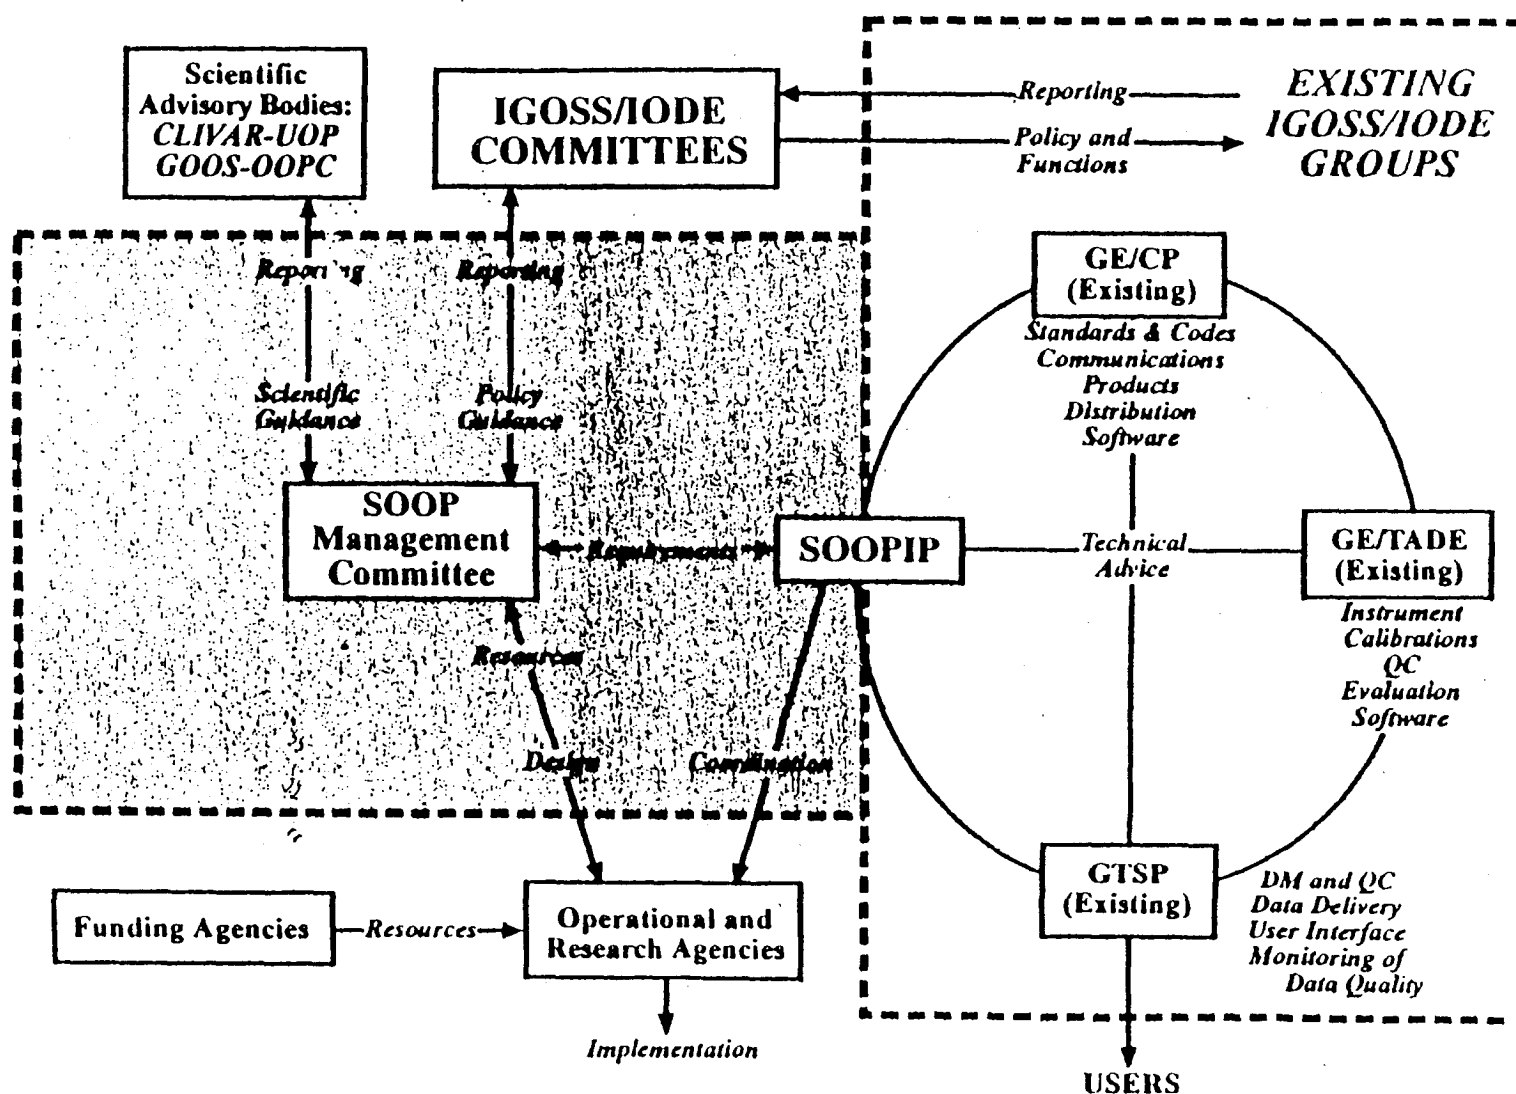 Scientific
Advisory Bodies:
CLIVAR-UOP
GOOS-OOPC
IGOSS/IODE
COMMITTEES
Reporting
Policy and
Functions
EXISTING
IGOSS/IODE
GROUPS
Reporting
Reporting
Scientific
Guidance
Policy
Guidance
GE/CP
(Existing)
Standards & Codes
Communications
Products
Distribution
Software
SOOP
Management
Committee
Requirements
SOOPIP
Technical
Advice
GE/TADE
(Existing)
Instrument
Calibrations
QC
Evaluation
Software
Resources
Design
Coordination
Funding Agencies
Resources
Operational and
Research Agencies
Implementation
GTSP
(Existing)
DM and QC
Data Delivery
User Interface
Monitoring of
Data Quality
USERS